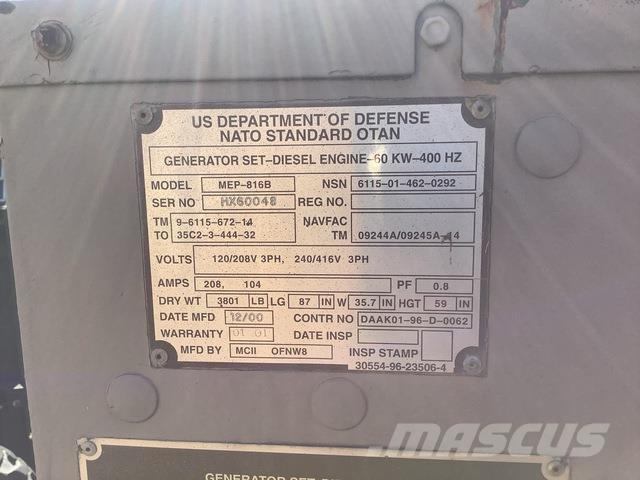 US DEPARTMENT OF DEFENSE
NATO STANDARD OTAN
GENERATOR SET-DIESEL ENGINE-60 KW-400 HZ
MODEL MEP-816B NSN 6115-01-462-0292
SER NO HX60048 REG NO.
TM 9-6115-672-14 NAVFAC
TO 35C2-3-444-32 TM 09244A/09245A-14
VOLTS 120/208V 3PH, 240/416V 3PH
AMPS 208, 104 PF 0.8
DRY WT 3801 LB LG 87 IN W 35.7 IN HGT 59 IN
DATE MFD 12/00 CONTR NO DAAK01-96-D-0062
WARRANTY 01 01 DATE INSP
MFD BY MCII OFNW8 INSP STAMP
30554-96-23506-4
MASCUS
GENERATOR SET